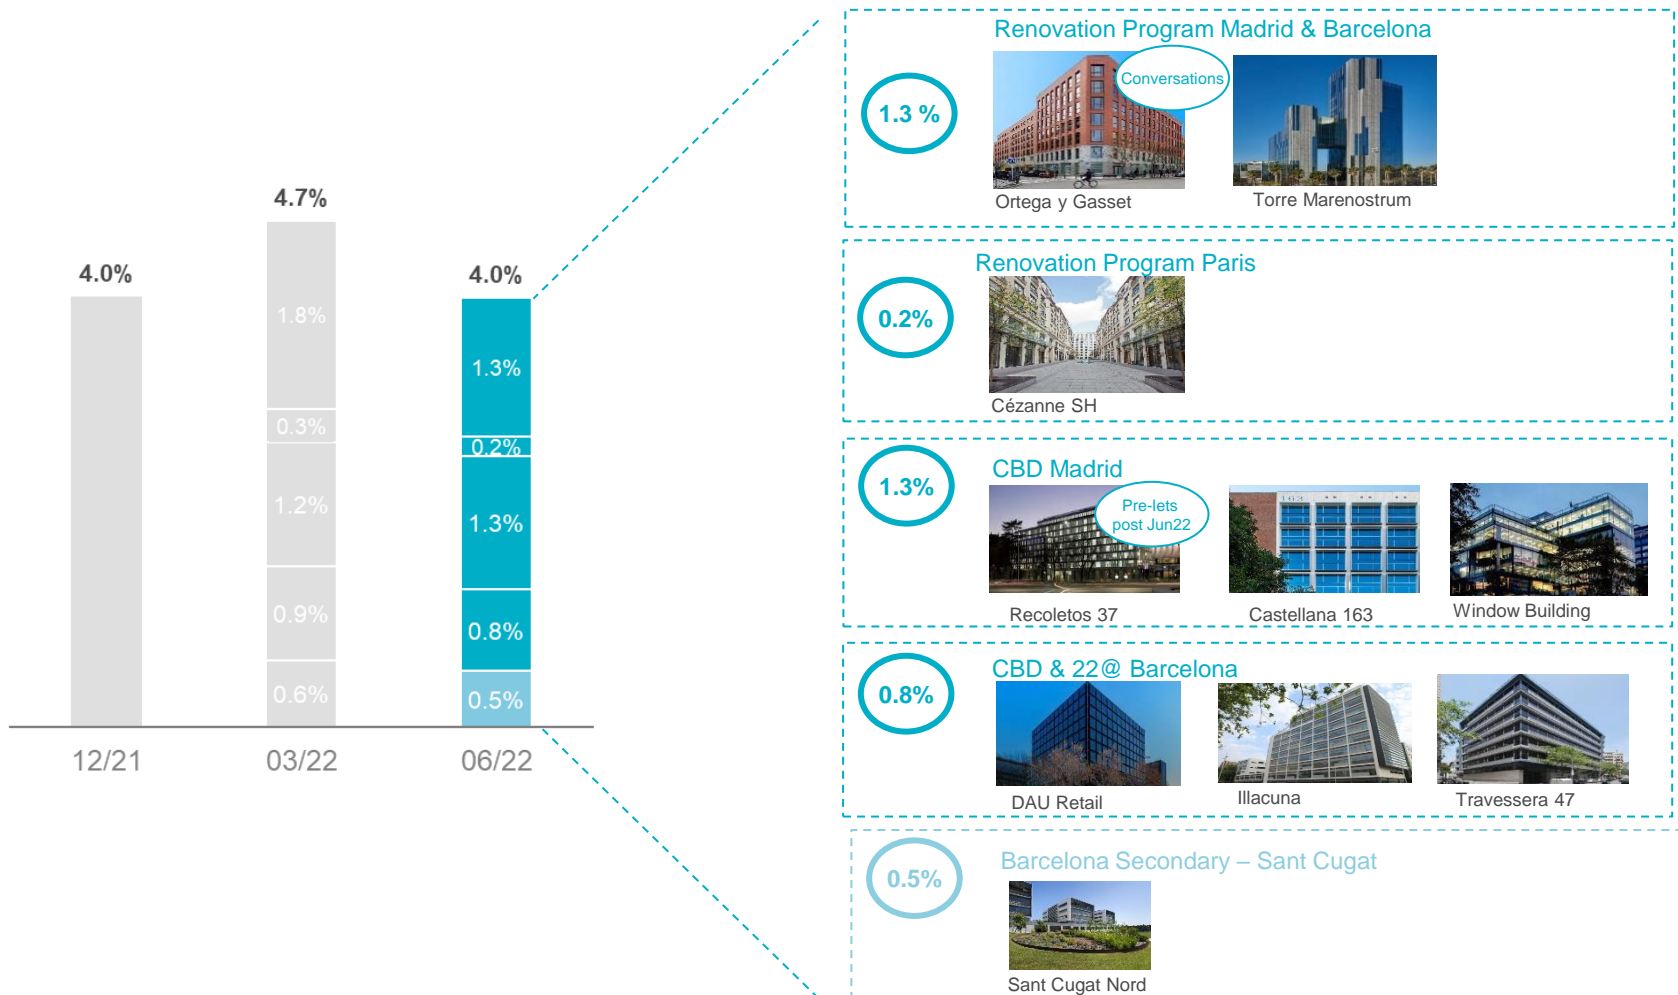 4.0%
4.7%
1.8%
0.3%
1.2%
0.9%
0.6%
4.0%
1.3%
0.2%
1.3%
0.8%
0.5%
12/21
03/22
06/22
Renovation Program Madrid & Barcelona
1.3 %
Conversations
Ortega y Gasset
Torre Marenostrum
Renovation Program Paris
0.2%
Cézanne SH
CBD Madrid
1.3%
Pre-lets
post Jun22
163
Recoletos 37
Castellana 163
Window Building
CBD & 22@ Barcelona
0.8%
DAU Retail
Illacuna
Travessera 47
Barcelona Secondary – Sant Cugat
0.5%
Sant Cugat Nord